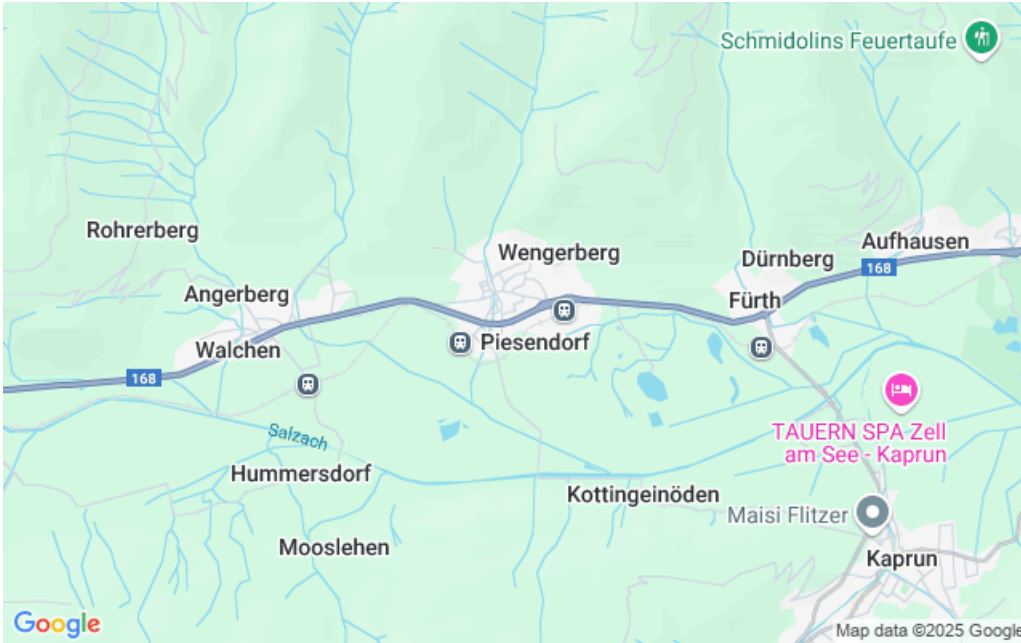 Schmidolins Feuertaufe
Rohrerberg
Wengerberg
Dürnberg
Aufhausen
168
Angerberg
Fürth
Walchen
Piesendorf
168
TAUERN SPA Zell
am See - Kaprun
Salzach
Hummersdorf
Kottingeinöden
Maisi Flitzer
Mooslehen
Kaprun
Google
Map data ©2025 Google